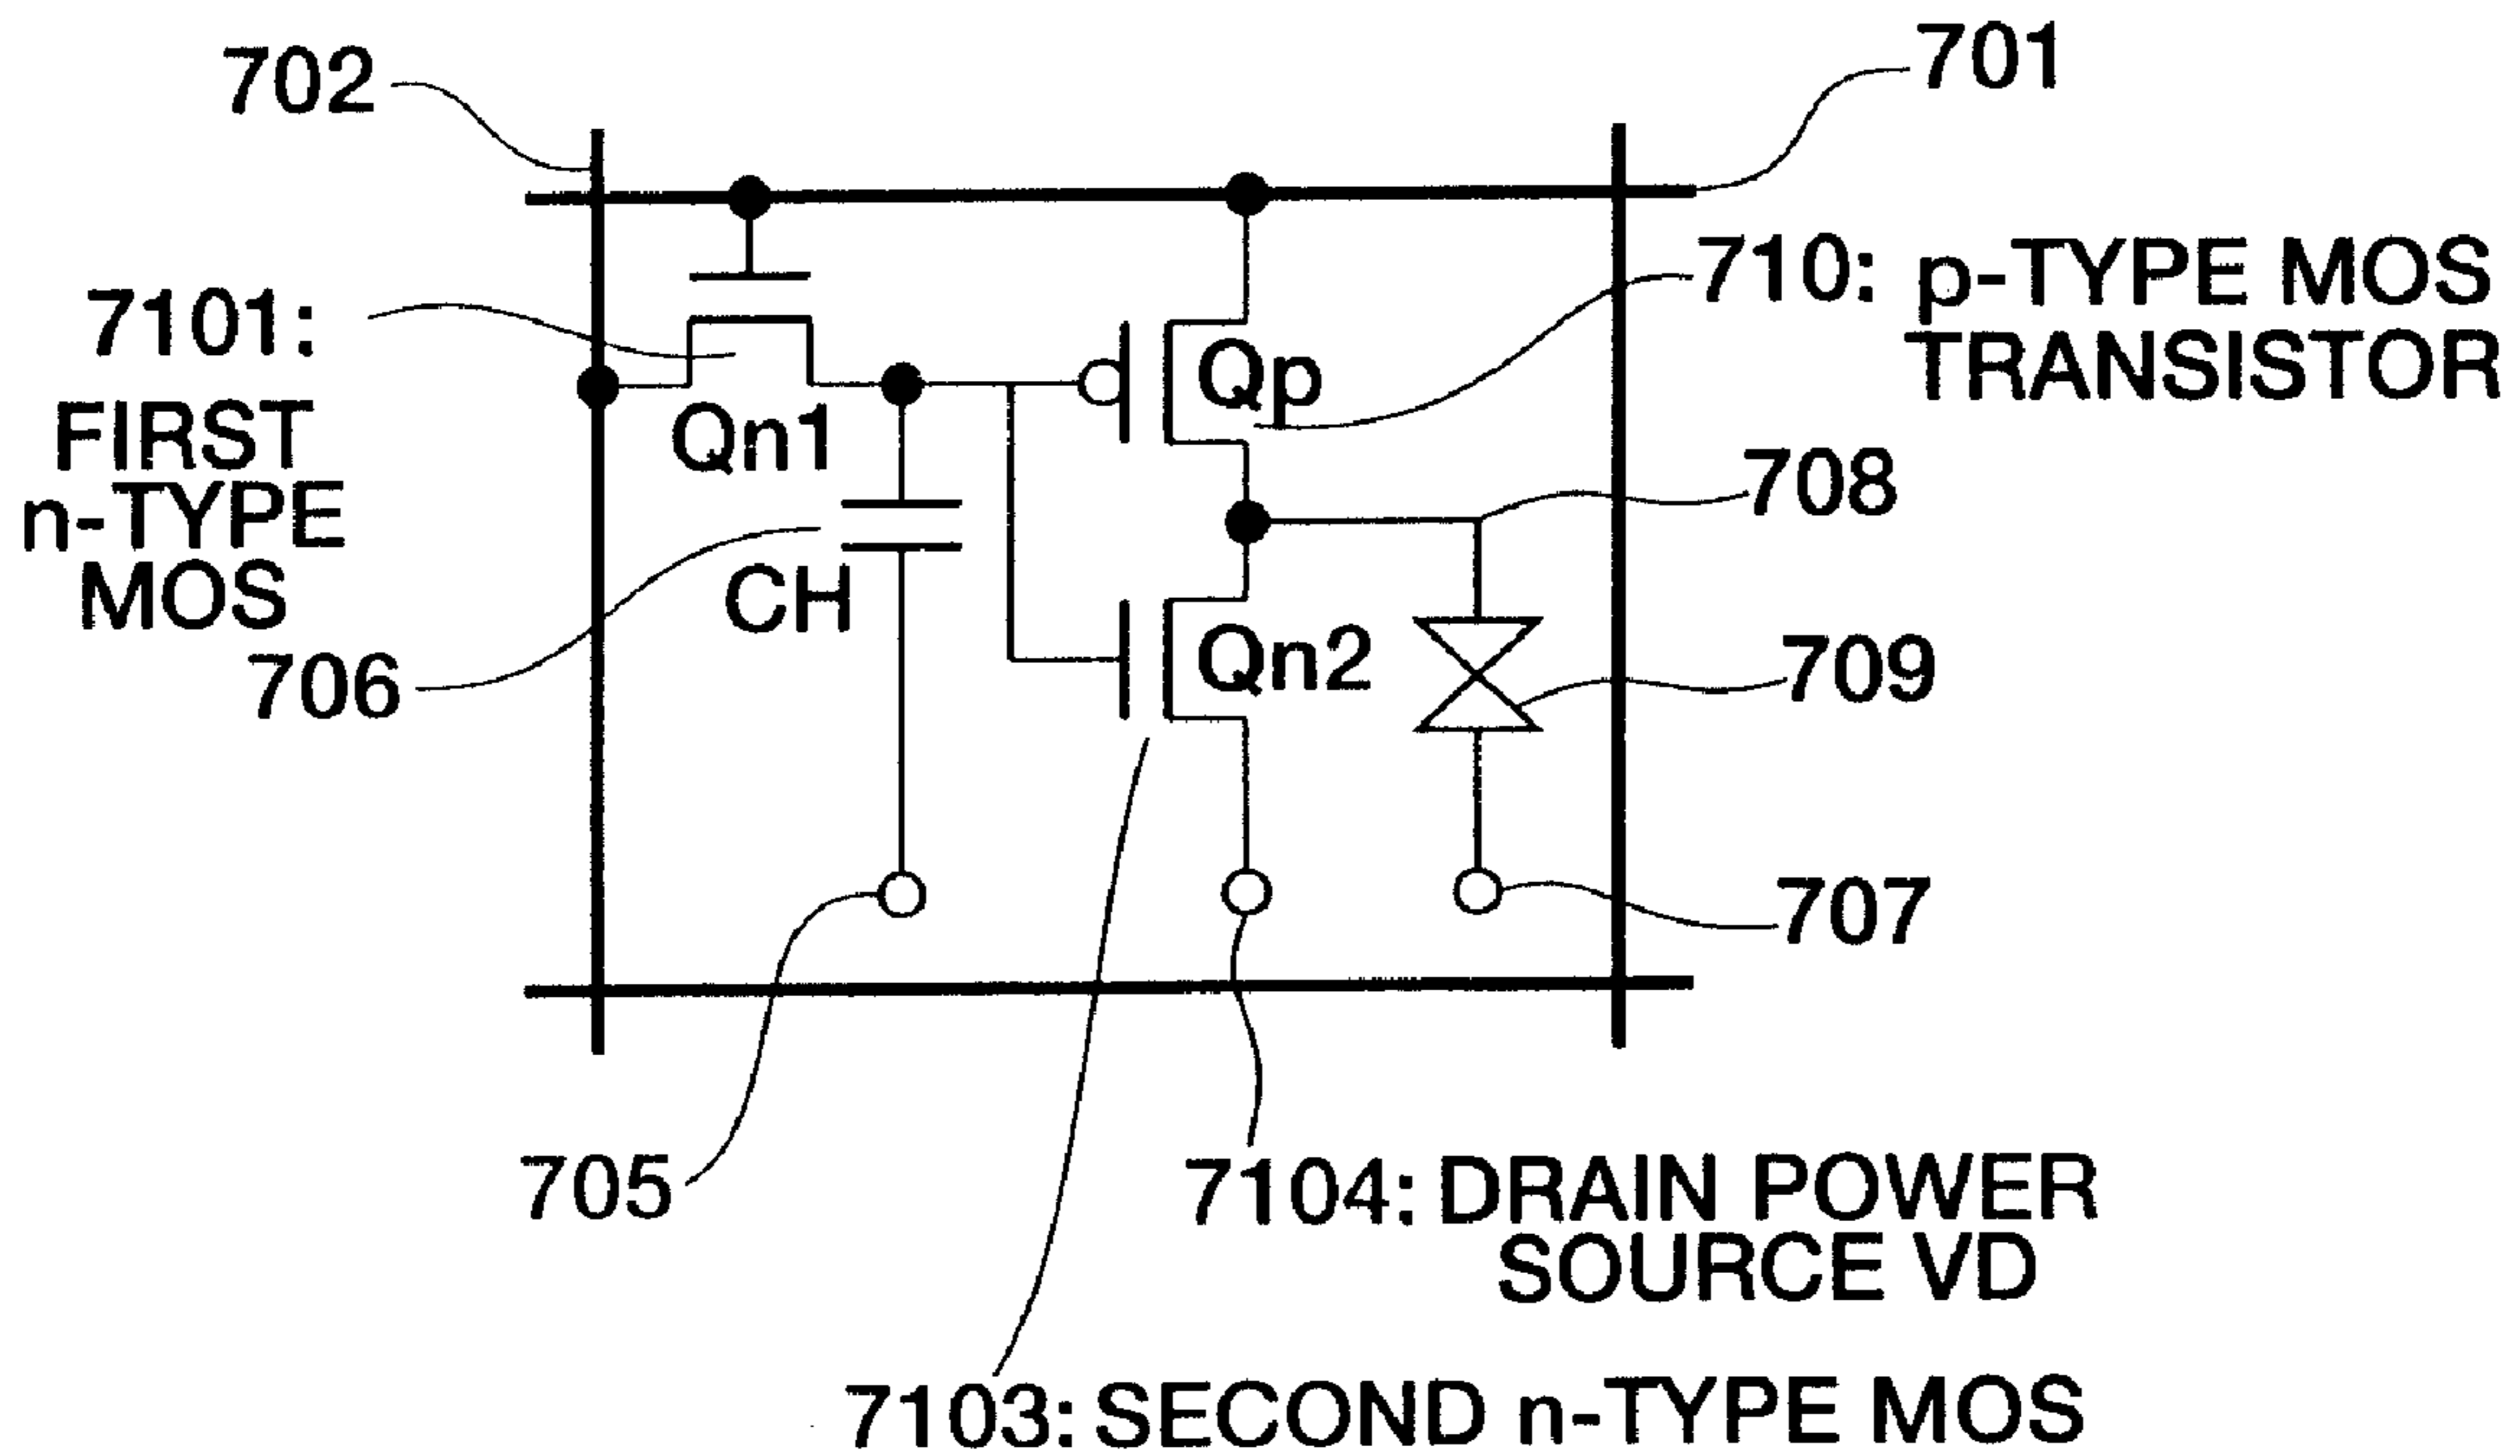 702
701
7101:
FIRST
n-TYPE
MOS
710: p-TYPE MOS
TRANSISTOR
Qp
Qn1
708
CH
706
Qn2
709
707
705
7104: DRAIN POWER
SOURCE VD
7103: SECOND n-TYPE MOS